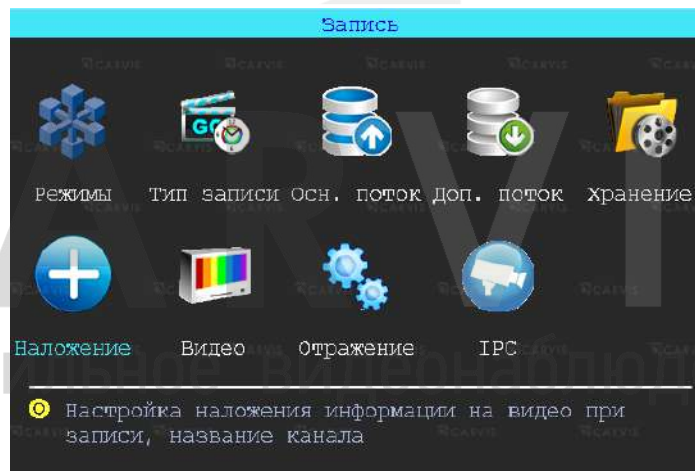 Запись
Режимы Тип записи Осн. поток Доп. поток Хранение
Наложение Видео Отражение IPC
Настройка наложения информации на видео при
записи, название канала